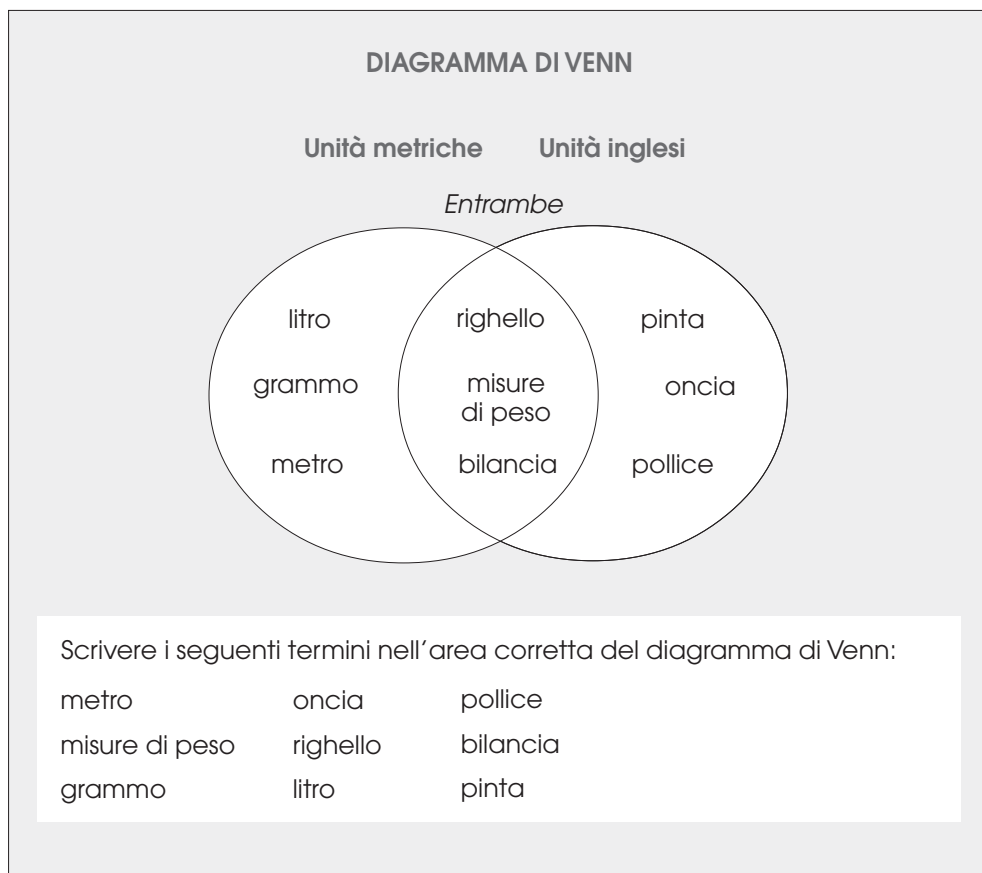 DIAGRAMMA DI VENN
Unità metriche Unità inglesi
Entrambe
litro righello pinta
grammo misure di peso oncia
metro bilancia pollice
Scrivere i seguenti termini nell'area corretta del diagramma di Venn:
metro oncia pollice
misure di peso righello bilancia
grammo litro pinta